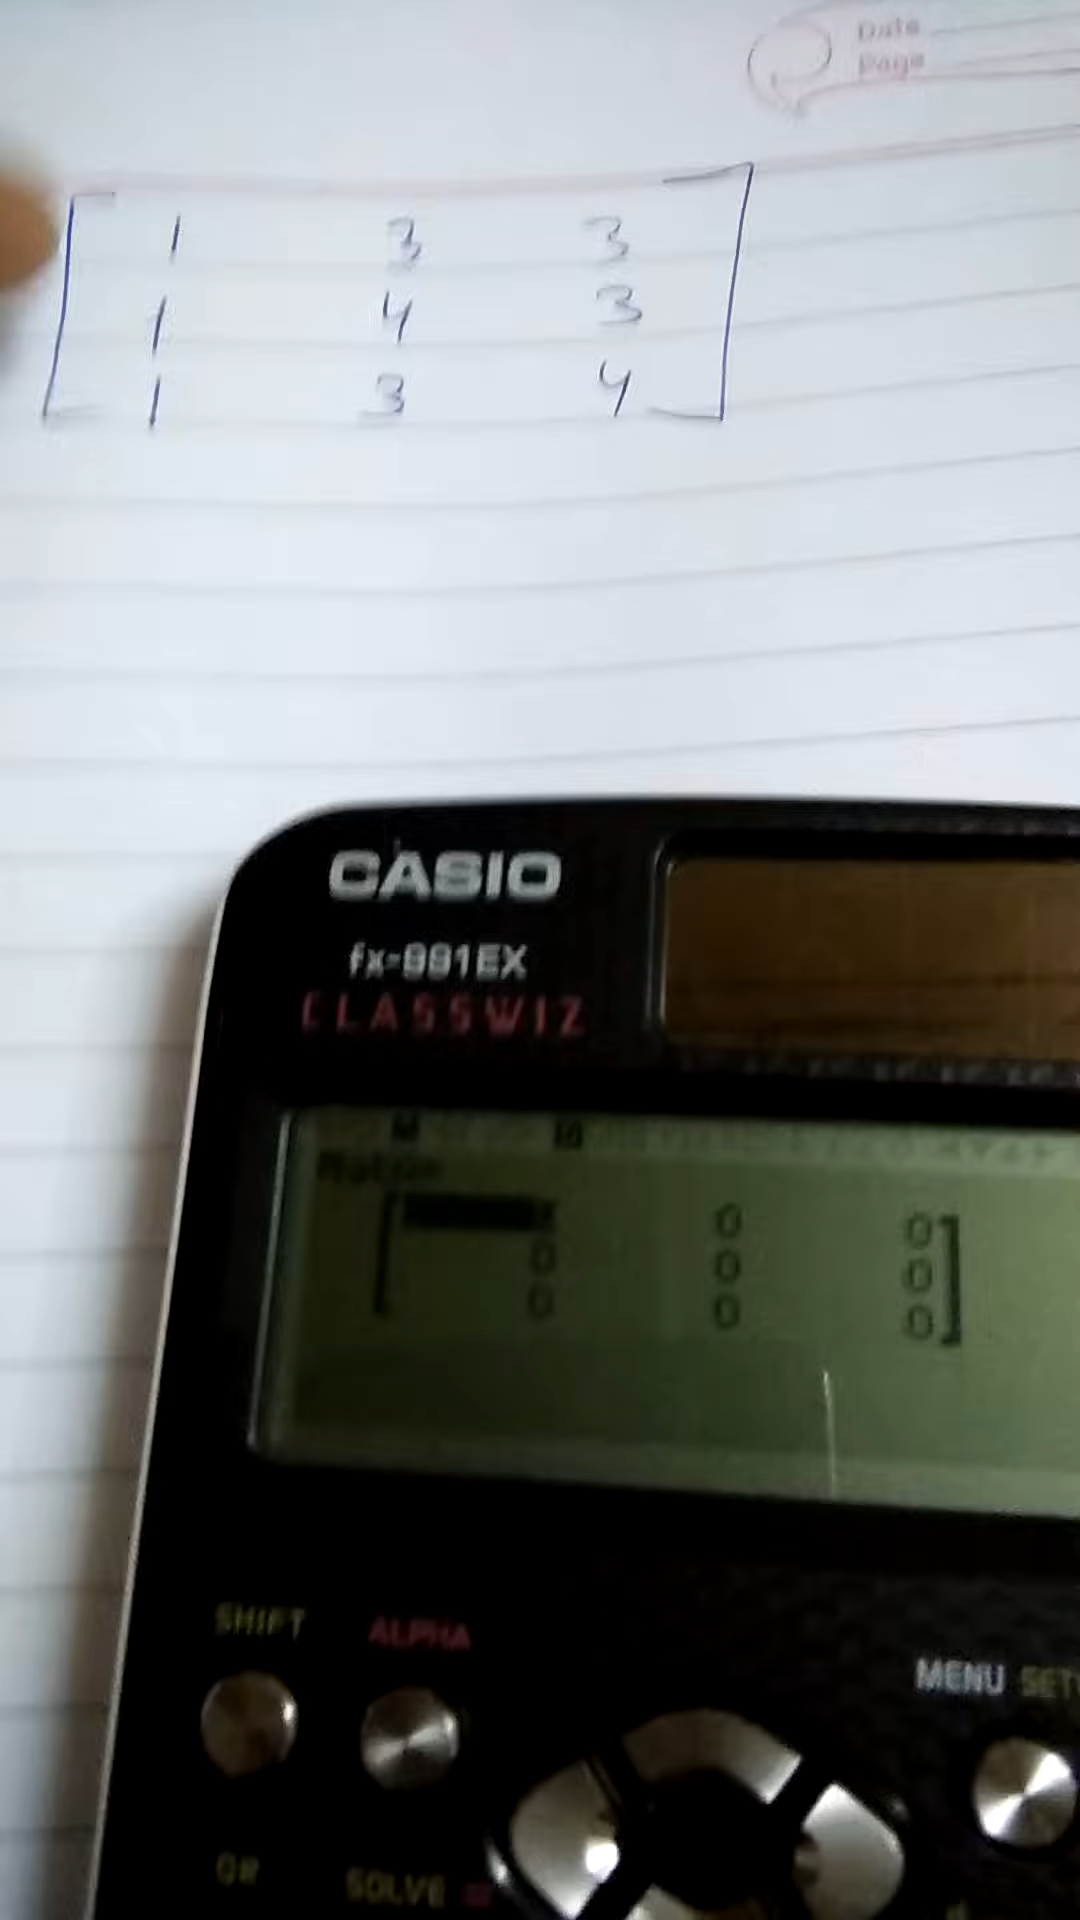 Date
Page
1 3 3
1 4 3
1 3 4
CASIO
fx-991EX
CLASSWIZ
0 0
0 0 0
0 0 0
SHIFT ALPHA
MENU
SOLVE